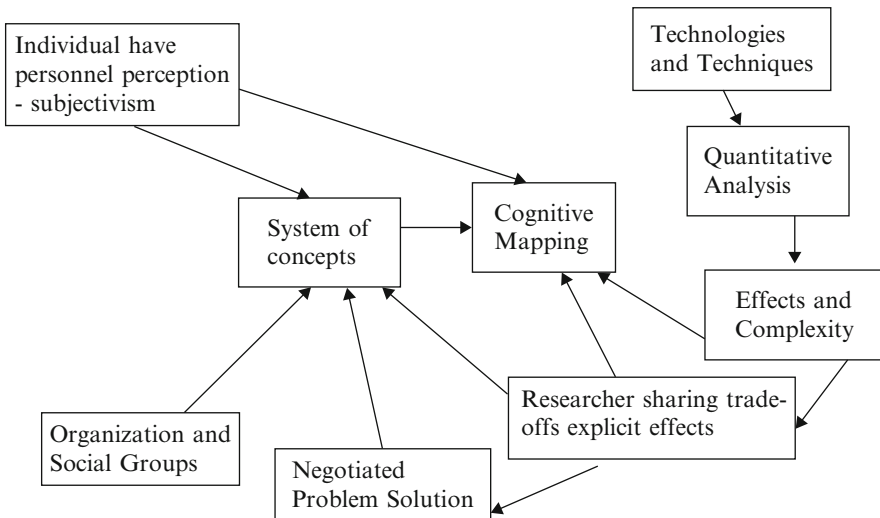 Individual have
personnel perception
- subjectivism
Technologies
and Techniques
Quantitative
Analysis
Cognitive
Mapping
System of
concepts
Effects and
Complexity
Researcher sharing trade-
offs explicit effects
Organization and
Social Groups
Negotiated
Problem Solution